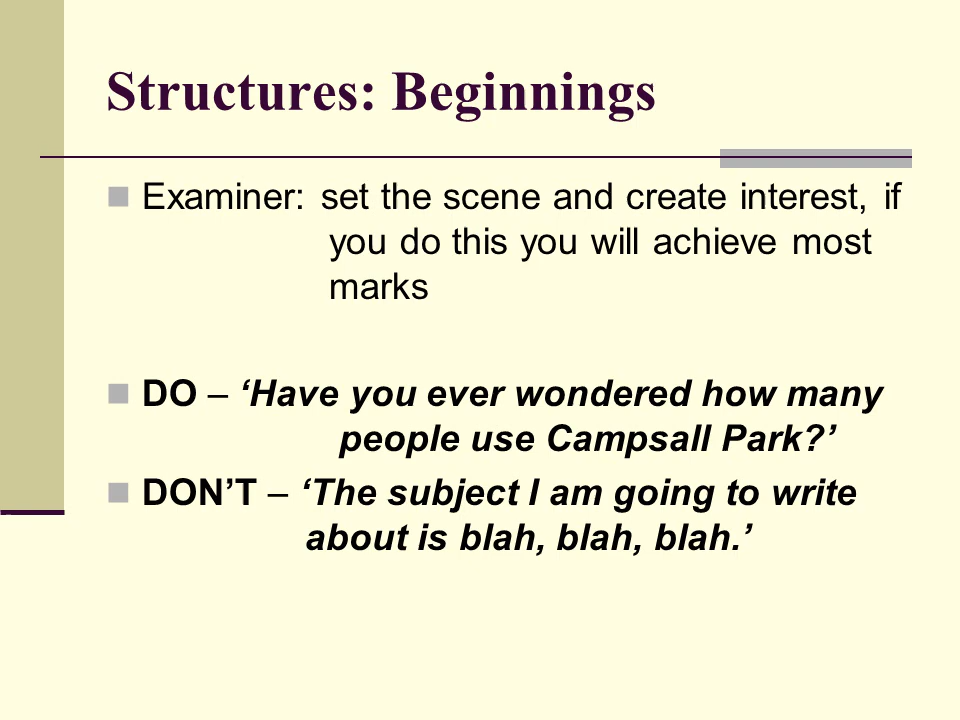 Structures: Beginnings
Examiner: set the scene and create interest, if
you do this you will achieve most
marks
DO – ‘Have you ever wondered how many
people use Campsall Park?’
DON’T – ‘The subject I am going to write
about is blah, blah, blah.’